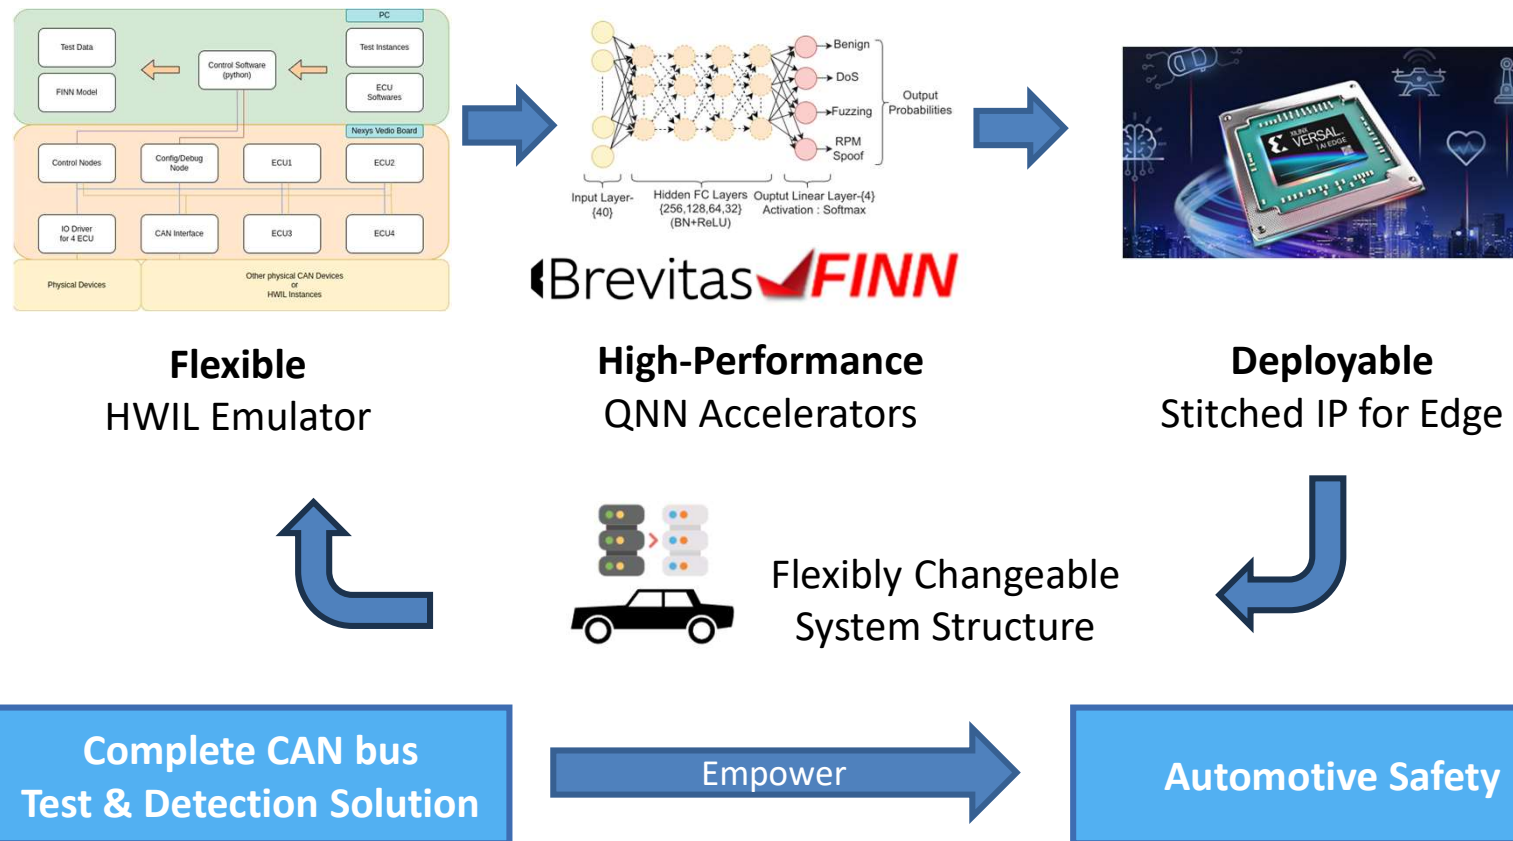 PC
Test Data
Control Software
(python)
Test Instances
FINN Model
ECU
Softwares
Nexys Vedio Board
Control Nodes
Config/Debug
Node
ECU1
ECU2
IO Driver
for 4 ECU
CAN Interface
ECU3
ECU4
Physical Devices
Other physical CAN Devices
or
HWIL Instances
Benign
DoS
Fuzzing
RPM
Spoof
Output
Probabilities
Input Layer-
{40}
Hidden FC Layers
{256,128,64,32}
(BN+ReLU)
Ouptut Linear Layer-{4}
Activation : Softmax
Brevitas
FINN
XILINX
VERSAL
AI EDGE
Flexible
HWIL Emulator
High-Performance
QNN Accelerators
Deployable
Stitched IP for Edge
Flexibly Changeable
System Structure
Complete CAN bus
Test & Detection Solution
Empower
Automotive Safety